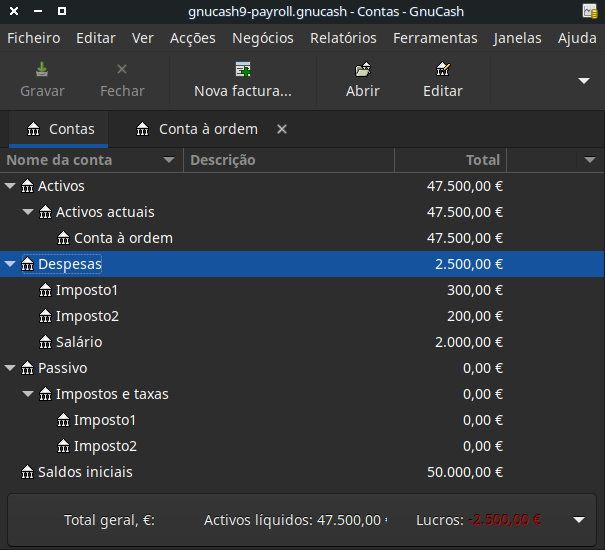 gnucash9-payroll.gnucash - Contas - GnuCash
Ficheiro Editar Ver Acções Negócios Relatórios Ferramentas Janelas Ajuda
Gravar Fechar Nova factura... Abrir Editar
Contas Conta à ordem
Nome da conta Descrição Total
Activos 47.500,00 €
Activos actuais 47.500,00 €
Conta à ordem 47.500,00 €
Despesas 2.500,00 €
Imposto1 300,00 €
Imposto2 200,00 €
Salário 2.000,00 €
Passivo 0,00 €
Impostos e taxas 0,00 €
Imposto1 0,00 €
Imposto2 0,00 €
Saldos iniciais 50.000,00 €
Total geral, €: Activos líquidos: 47.500,00 Lucros: -2.500,00 €